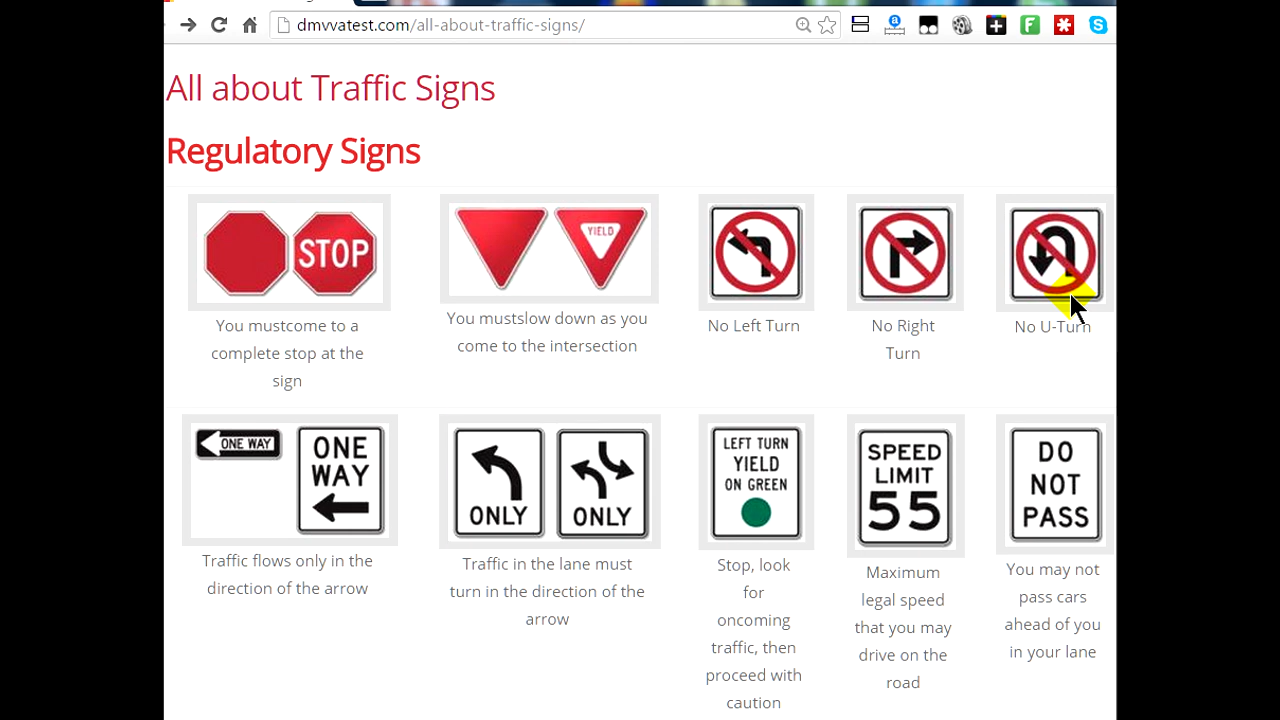 dmvvatest.com/all-about-traffic-signs/
All about Traffic Signs
Regulatory Signs
STOP
YIELD
You mustcome to a
complete stop at the
sign
You mustslow down as you
come to the intersection
No Left Turn
No Right
Turn
No U-Turn
ONE WAY
ONE
WAY
ONLY
ONLY
LEFT TURN
YIELD
ON GREEN
SPEED
LIMIT
55
DO
NOT
PASS
Traffic flows only in the
direction of the arrow
Traffic in the lane must
turn in the direction of the
arrow
Stop, look
for
oncoming
traffic, then
proceed with
caution
Maximum
legal speed
that you may
drive on the
road
You may not
pass cars
ahead of you
in your lane